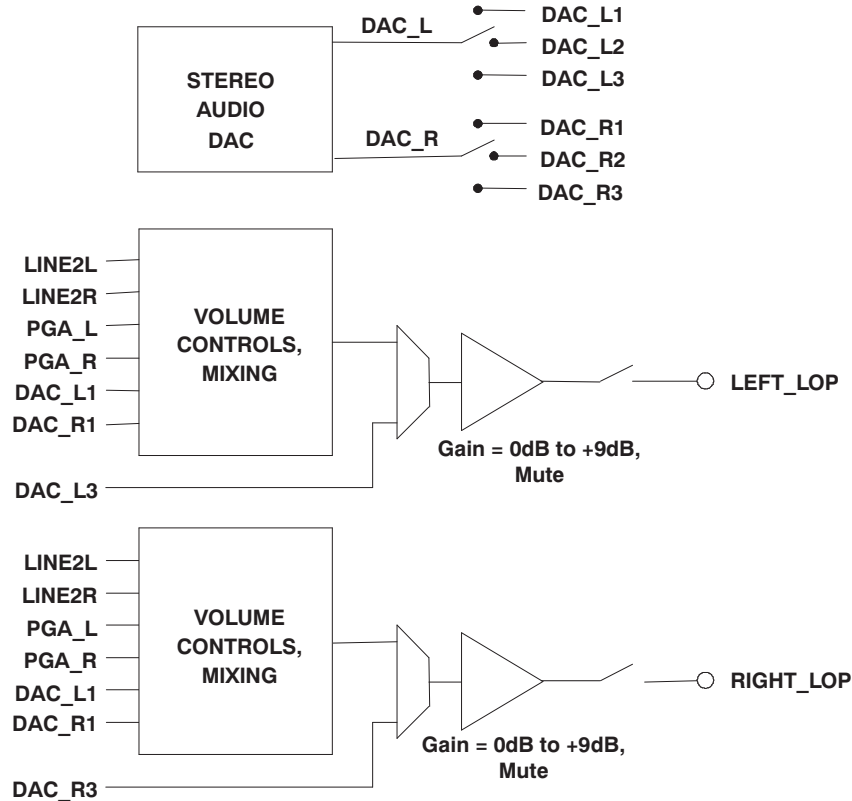 DAC_L
DAC_L1
DAC_L2
DAC_L3
STEREO
AUDIO
DAC
DAC_R
DAC_R1
DAC_R2
DAC_R3
LINE2L
LINE2R
PGA_L
PGA_R
DAC_L1
DAC_R1
VOLUME
CONTROLS,
MIXING
DAC_L3
Gain = 0dB to +9dB,
Mute
LEFT_LOP
LINE2L
LINE2R
PGA_L
PGA_R
DAC_L1
DAC_R1
VOLUME
CONTROLS,
MIXING
DAC_R3
Gain = 0dB to +9dB,
Mute
RIGHT_LOP